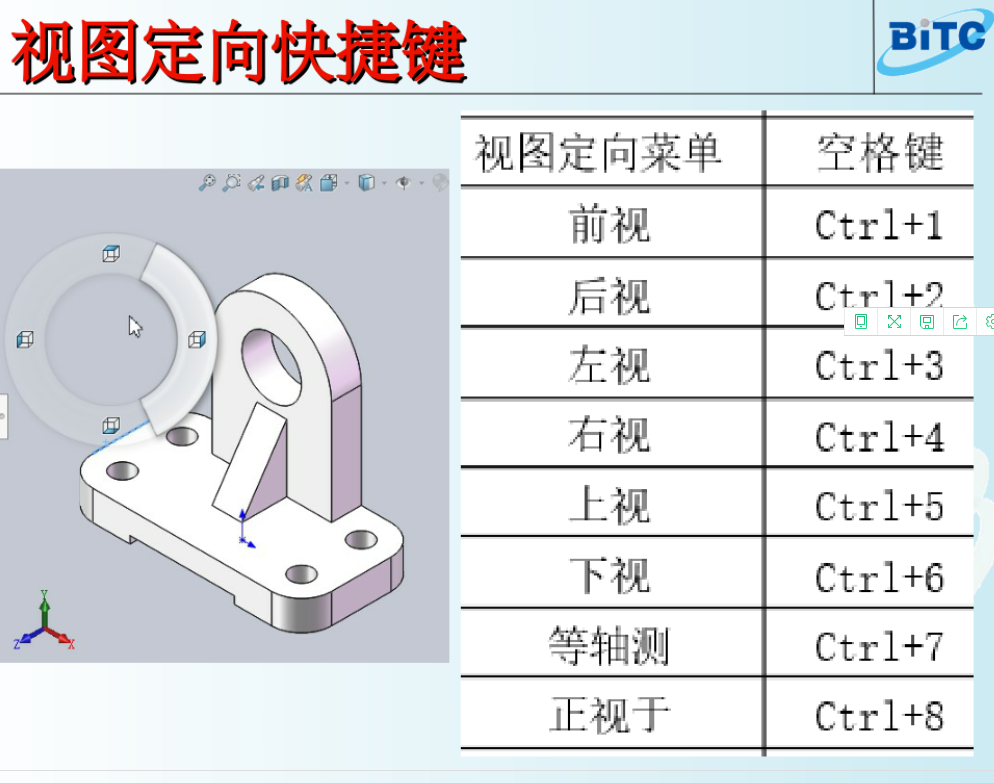 视图定向快捷键
BiTC
视图定向菜单 空格键
前视 Ctrl+1
后视 Ctrl+2
左视 Ctrl+3
右视 Ctrl+4
上视 Ctrl+5
下视 Ctrl+6
等轴测 Ctrl+7
正视于 Ctrl+8
Y
Z
X